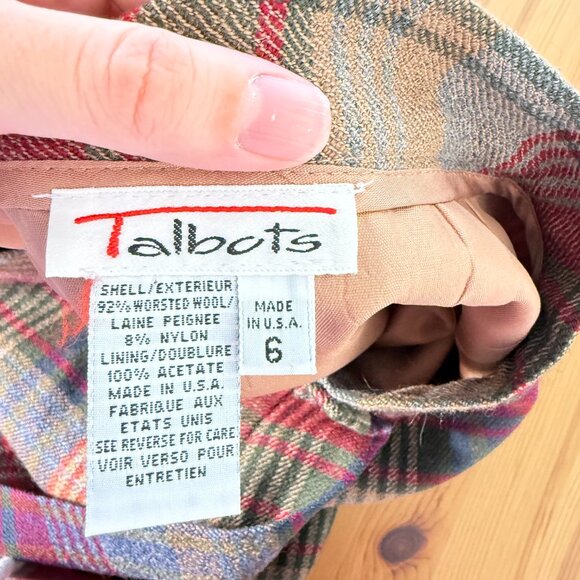 Talbots
SHELL/EXTERIEUR
92% WORSTED WOOL/
LAINE PEIGNEE
8% NYLON
LINING/DOUBLURE
100% ACETATE
MADE IN U.S.A.
FABRIQUE AUX
ETATS UNIS
SEE REVERSE FOR CARE
VOIR VERSO POUR
ENTRETIEN
MADE
IN U.S.A.
6